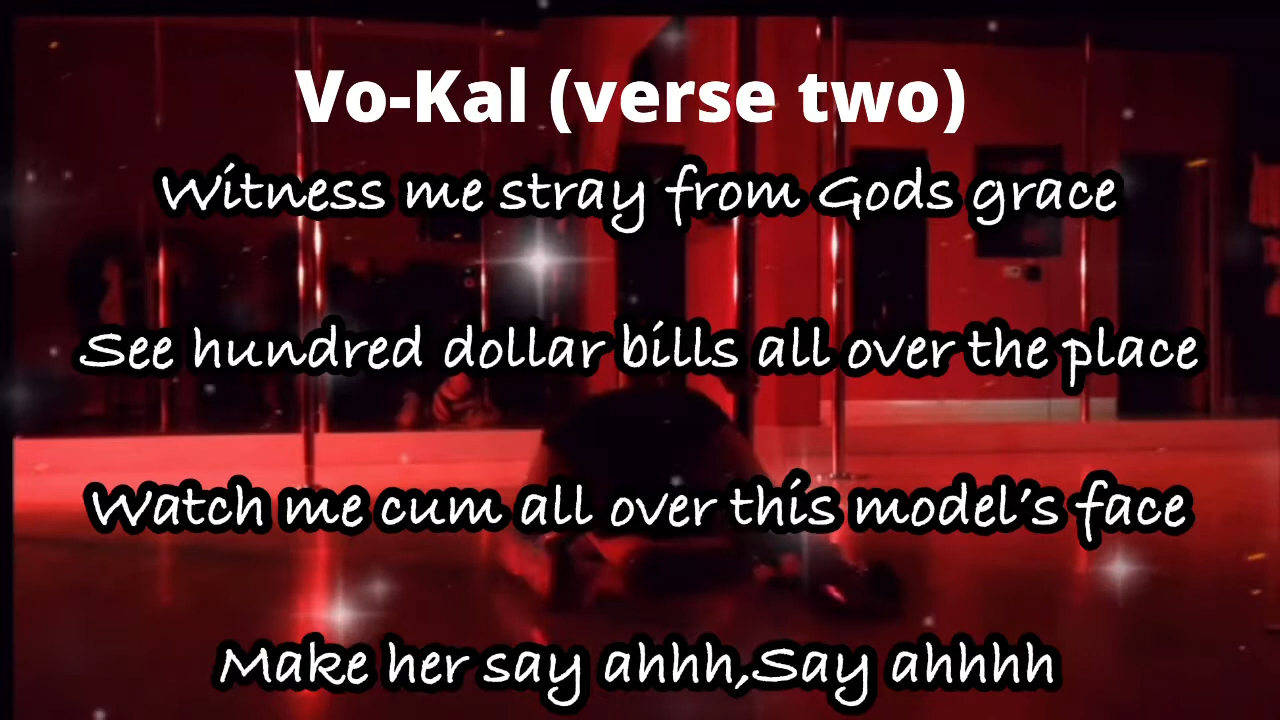 Vo-Kal (verse two)
Witness me stray from Gods grace
See hundred dollar bills all over the place
Watch me cum all over this model's face
Make her say ahhh,Say ahhhh